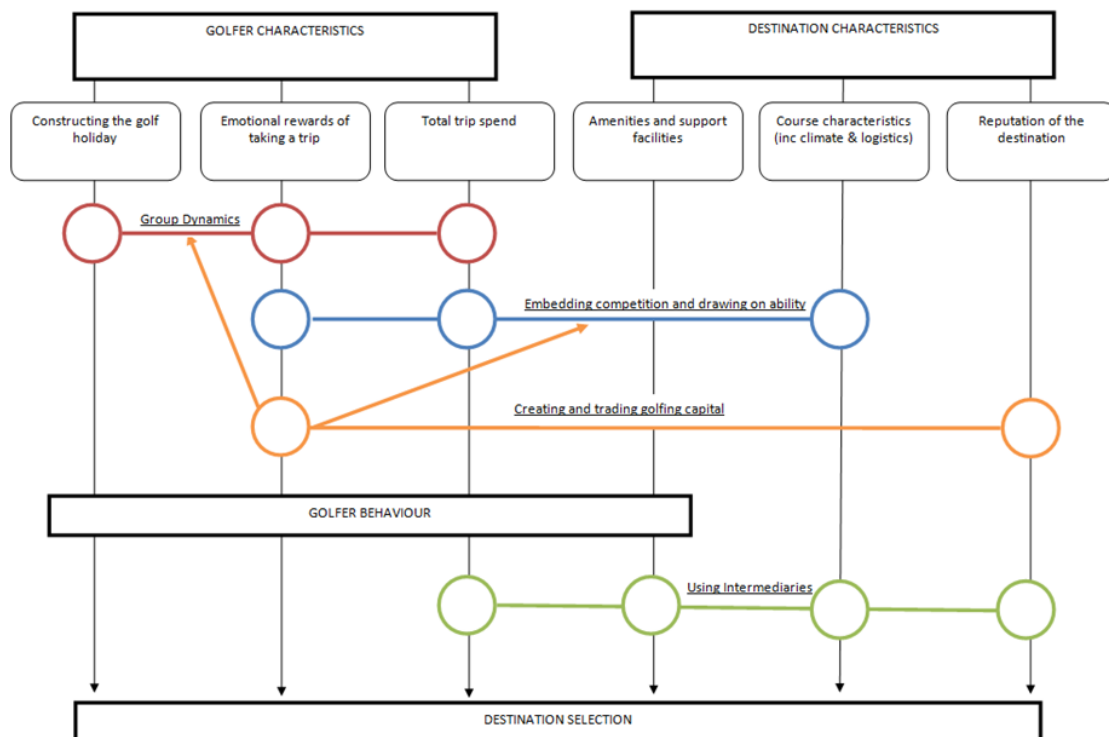 GOLFER CHARACTERISTICS
DESTINATION CHARACTERISTICS
Constructing the golf
holiday
Emotional rewards of
taking a trip
Total trip spend
Amenities and support
facilities
Course characteristics
(inc climate & logistics)
Reputation of the
destination
Group Dynamics
Embedding competition and drawing on ability
Creating and trading golfing capital
GOLFER BEHAVIOUR
Using Intermediaries
DESTINATION SELECTION